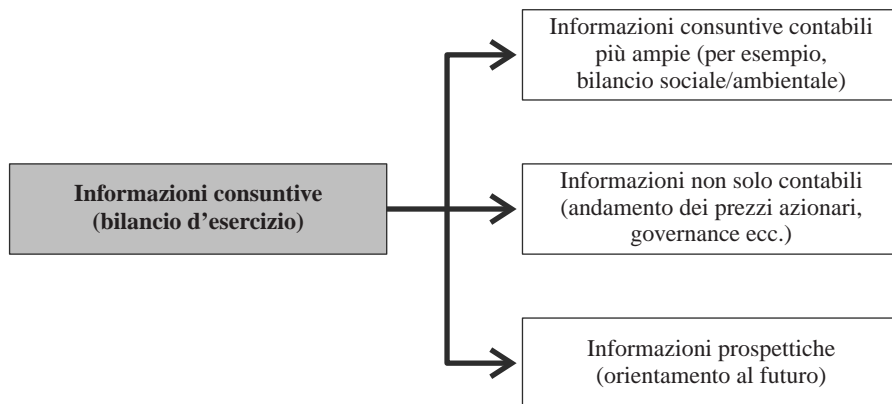 Informazioni consuntive contabili
più ampie (per esempio,
bilancio sociale/ambientale)
Informazioni consuntive
(bilancio d'esercizio)
Informazioni non solo contabili
(andamento dei prezzi azionari,
governance ecc.)
Informazioni prospettiche
(orientamento al futuro)